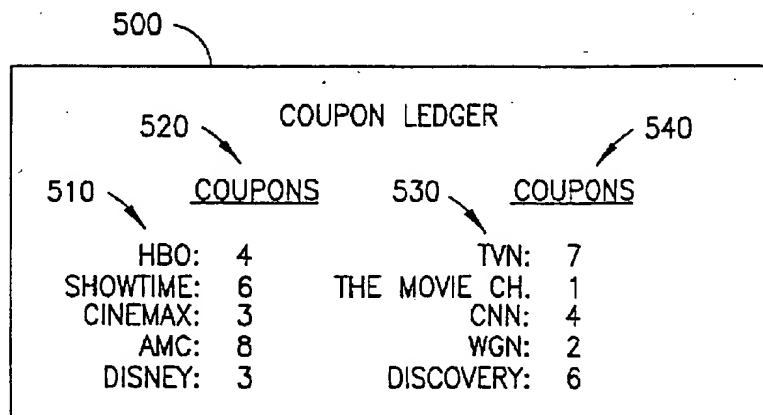 500
COUPON LEDGER
520
540
510
COUPONS
530
COUPONS
HBO: 4
SHOWTIME: 6
CINEMAX: 3
AMC: 8
DISNEY: 3
TVN: 7
THE MOVIE CH. 1
CNN: 4
WGN: 2
DISCOVERY: 6